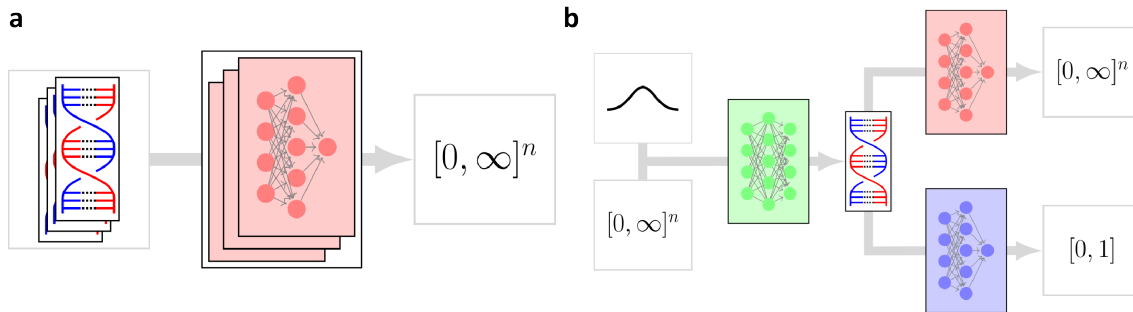 a
[0, ∞]ⁿ
b
[0, ∞]ⁿ
[0, ∞]ⁿ
[0, 1]